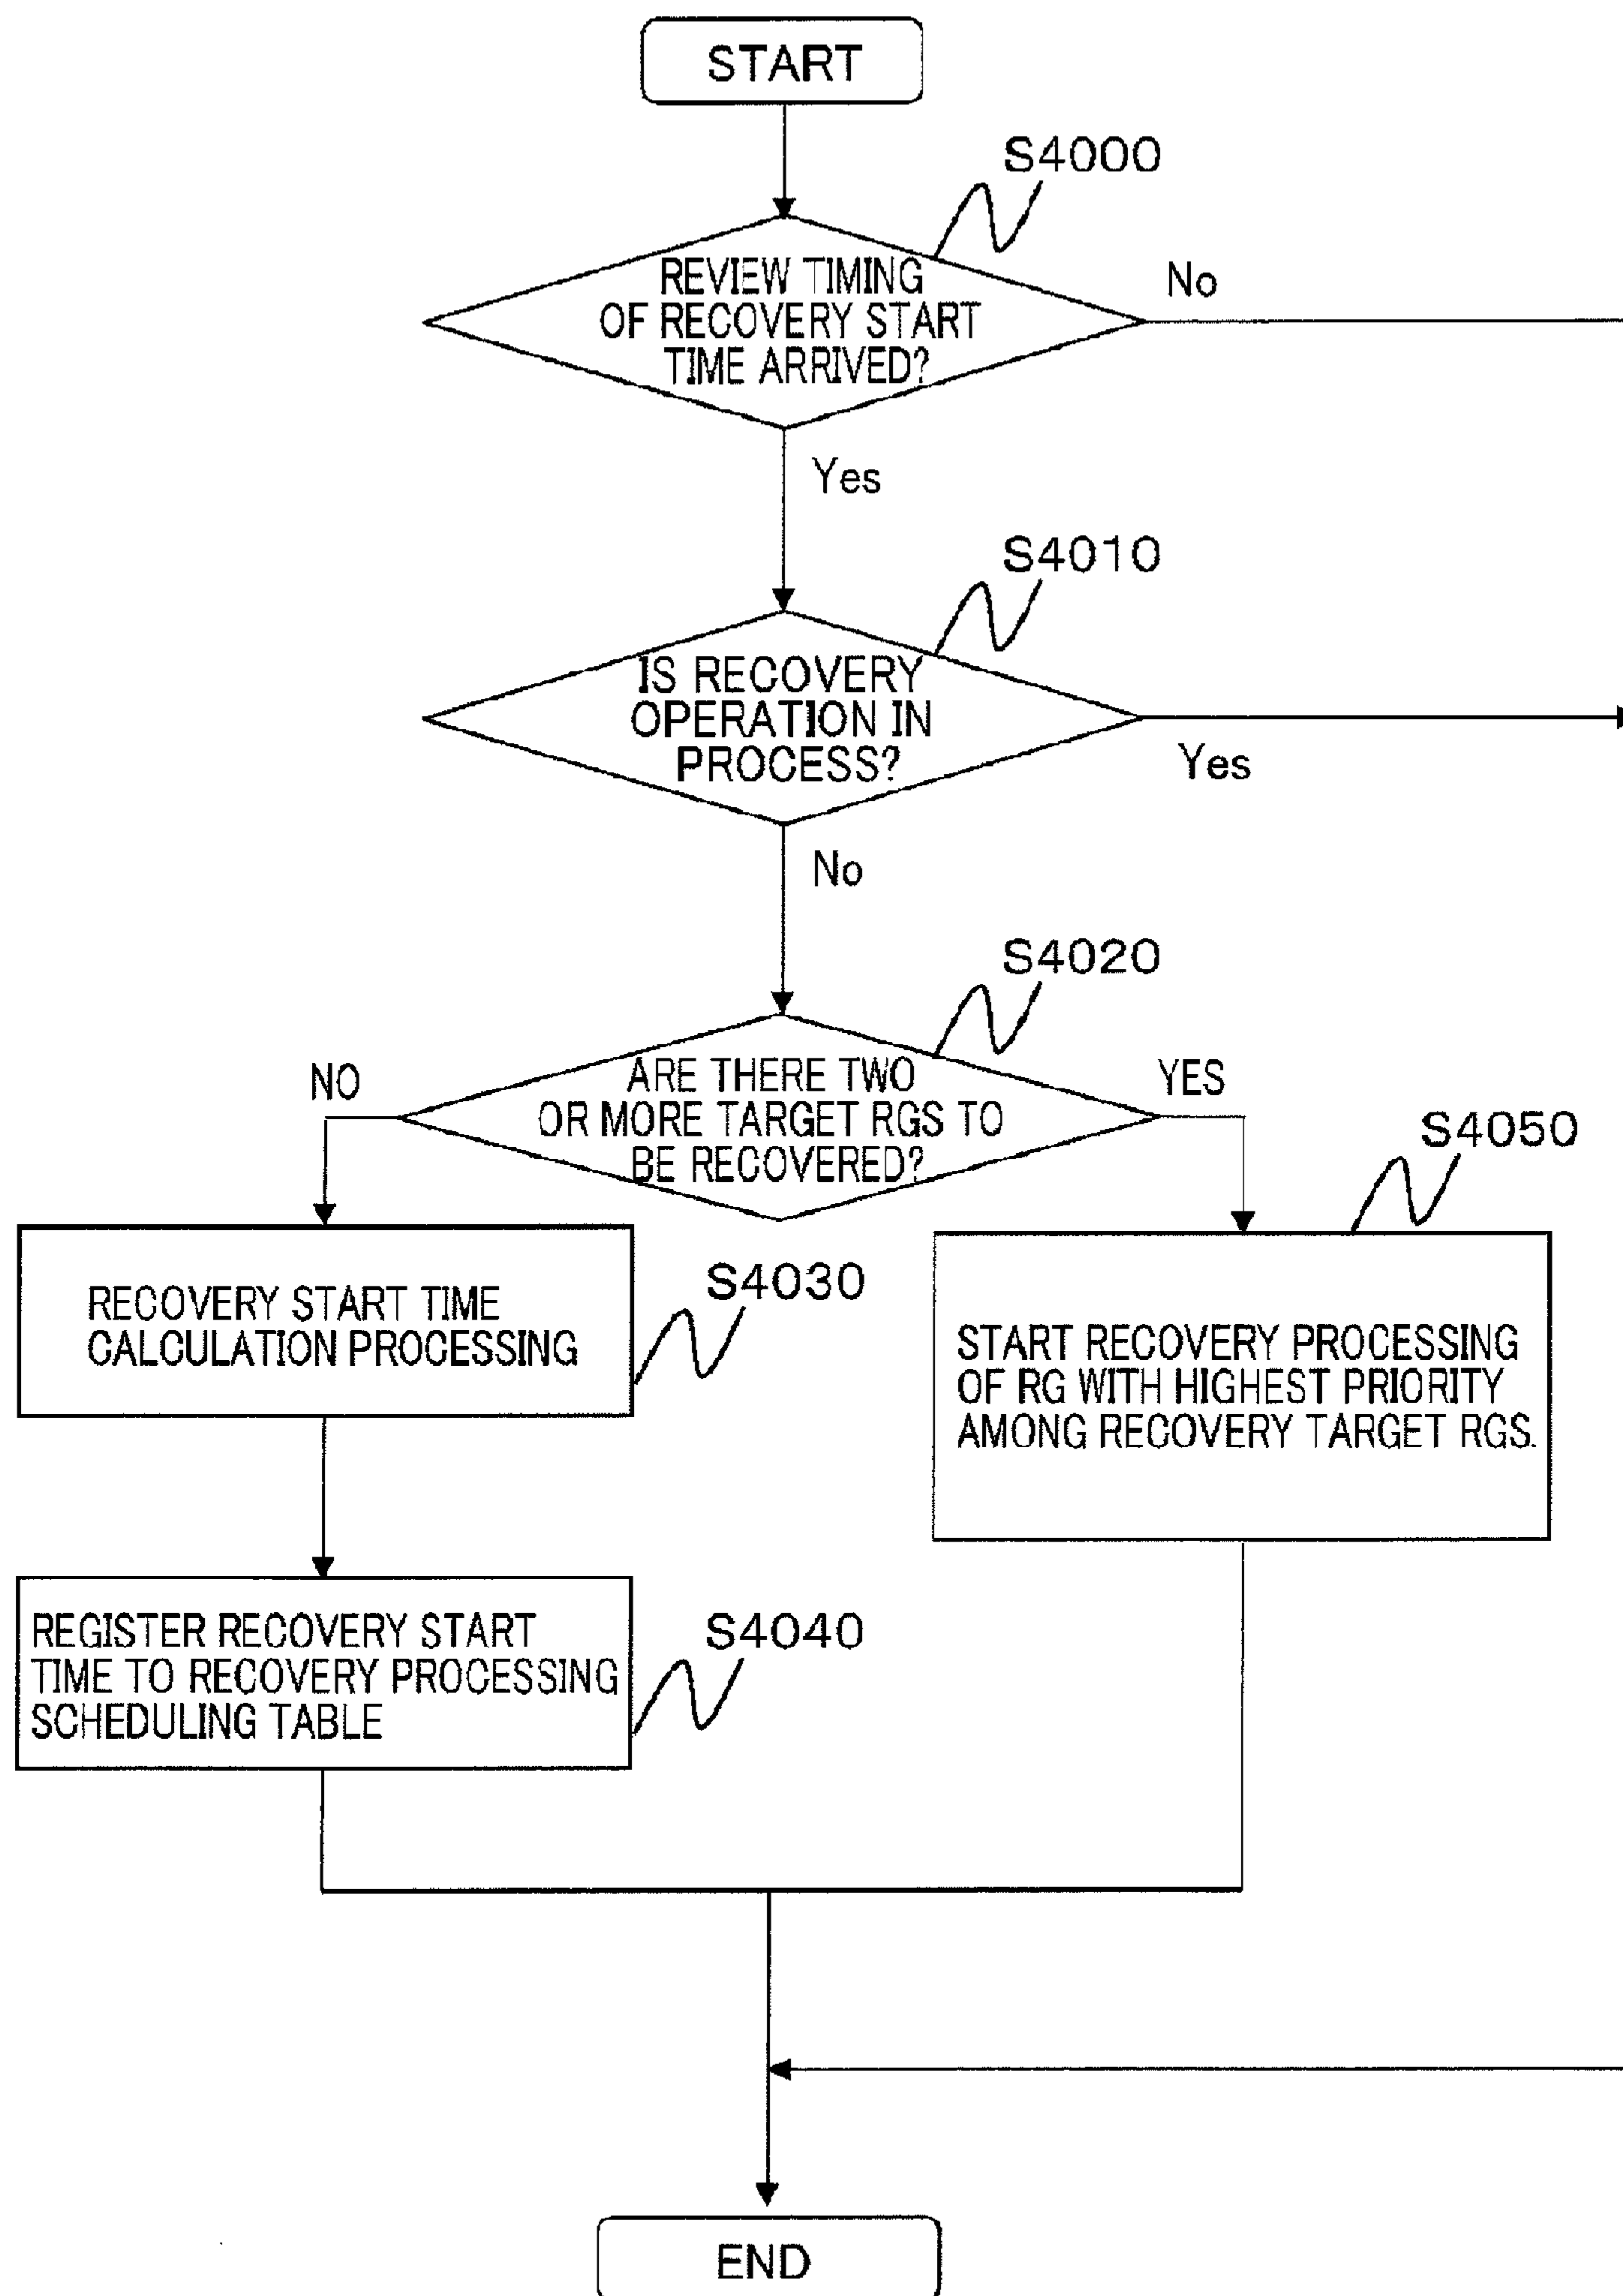 START
S4000
REVIEW TIMING
OF RECOVERY START
TIME ARRIVED?
No
Yes
S4010
IS RECOVERY
OPERATION IN
PROCESS?
Yes
No
S4020
ARE THERE TWO
OR MORE TARGET RGS TO
BE RECOVERED?
NO
YES
S4050
RECOVERY START TIME
CALCULATION PROCESSING
S4030
START RECOVERY PROCESSING
OF RG WITH HIGHEST PRIORITY
AMONG RECOVERY TARGET RGS.
REGISTER RECOVERY START
TIME TO RECOVERY PROCESSING
SCHEDULING TABLE
S4040
END